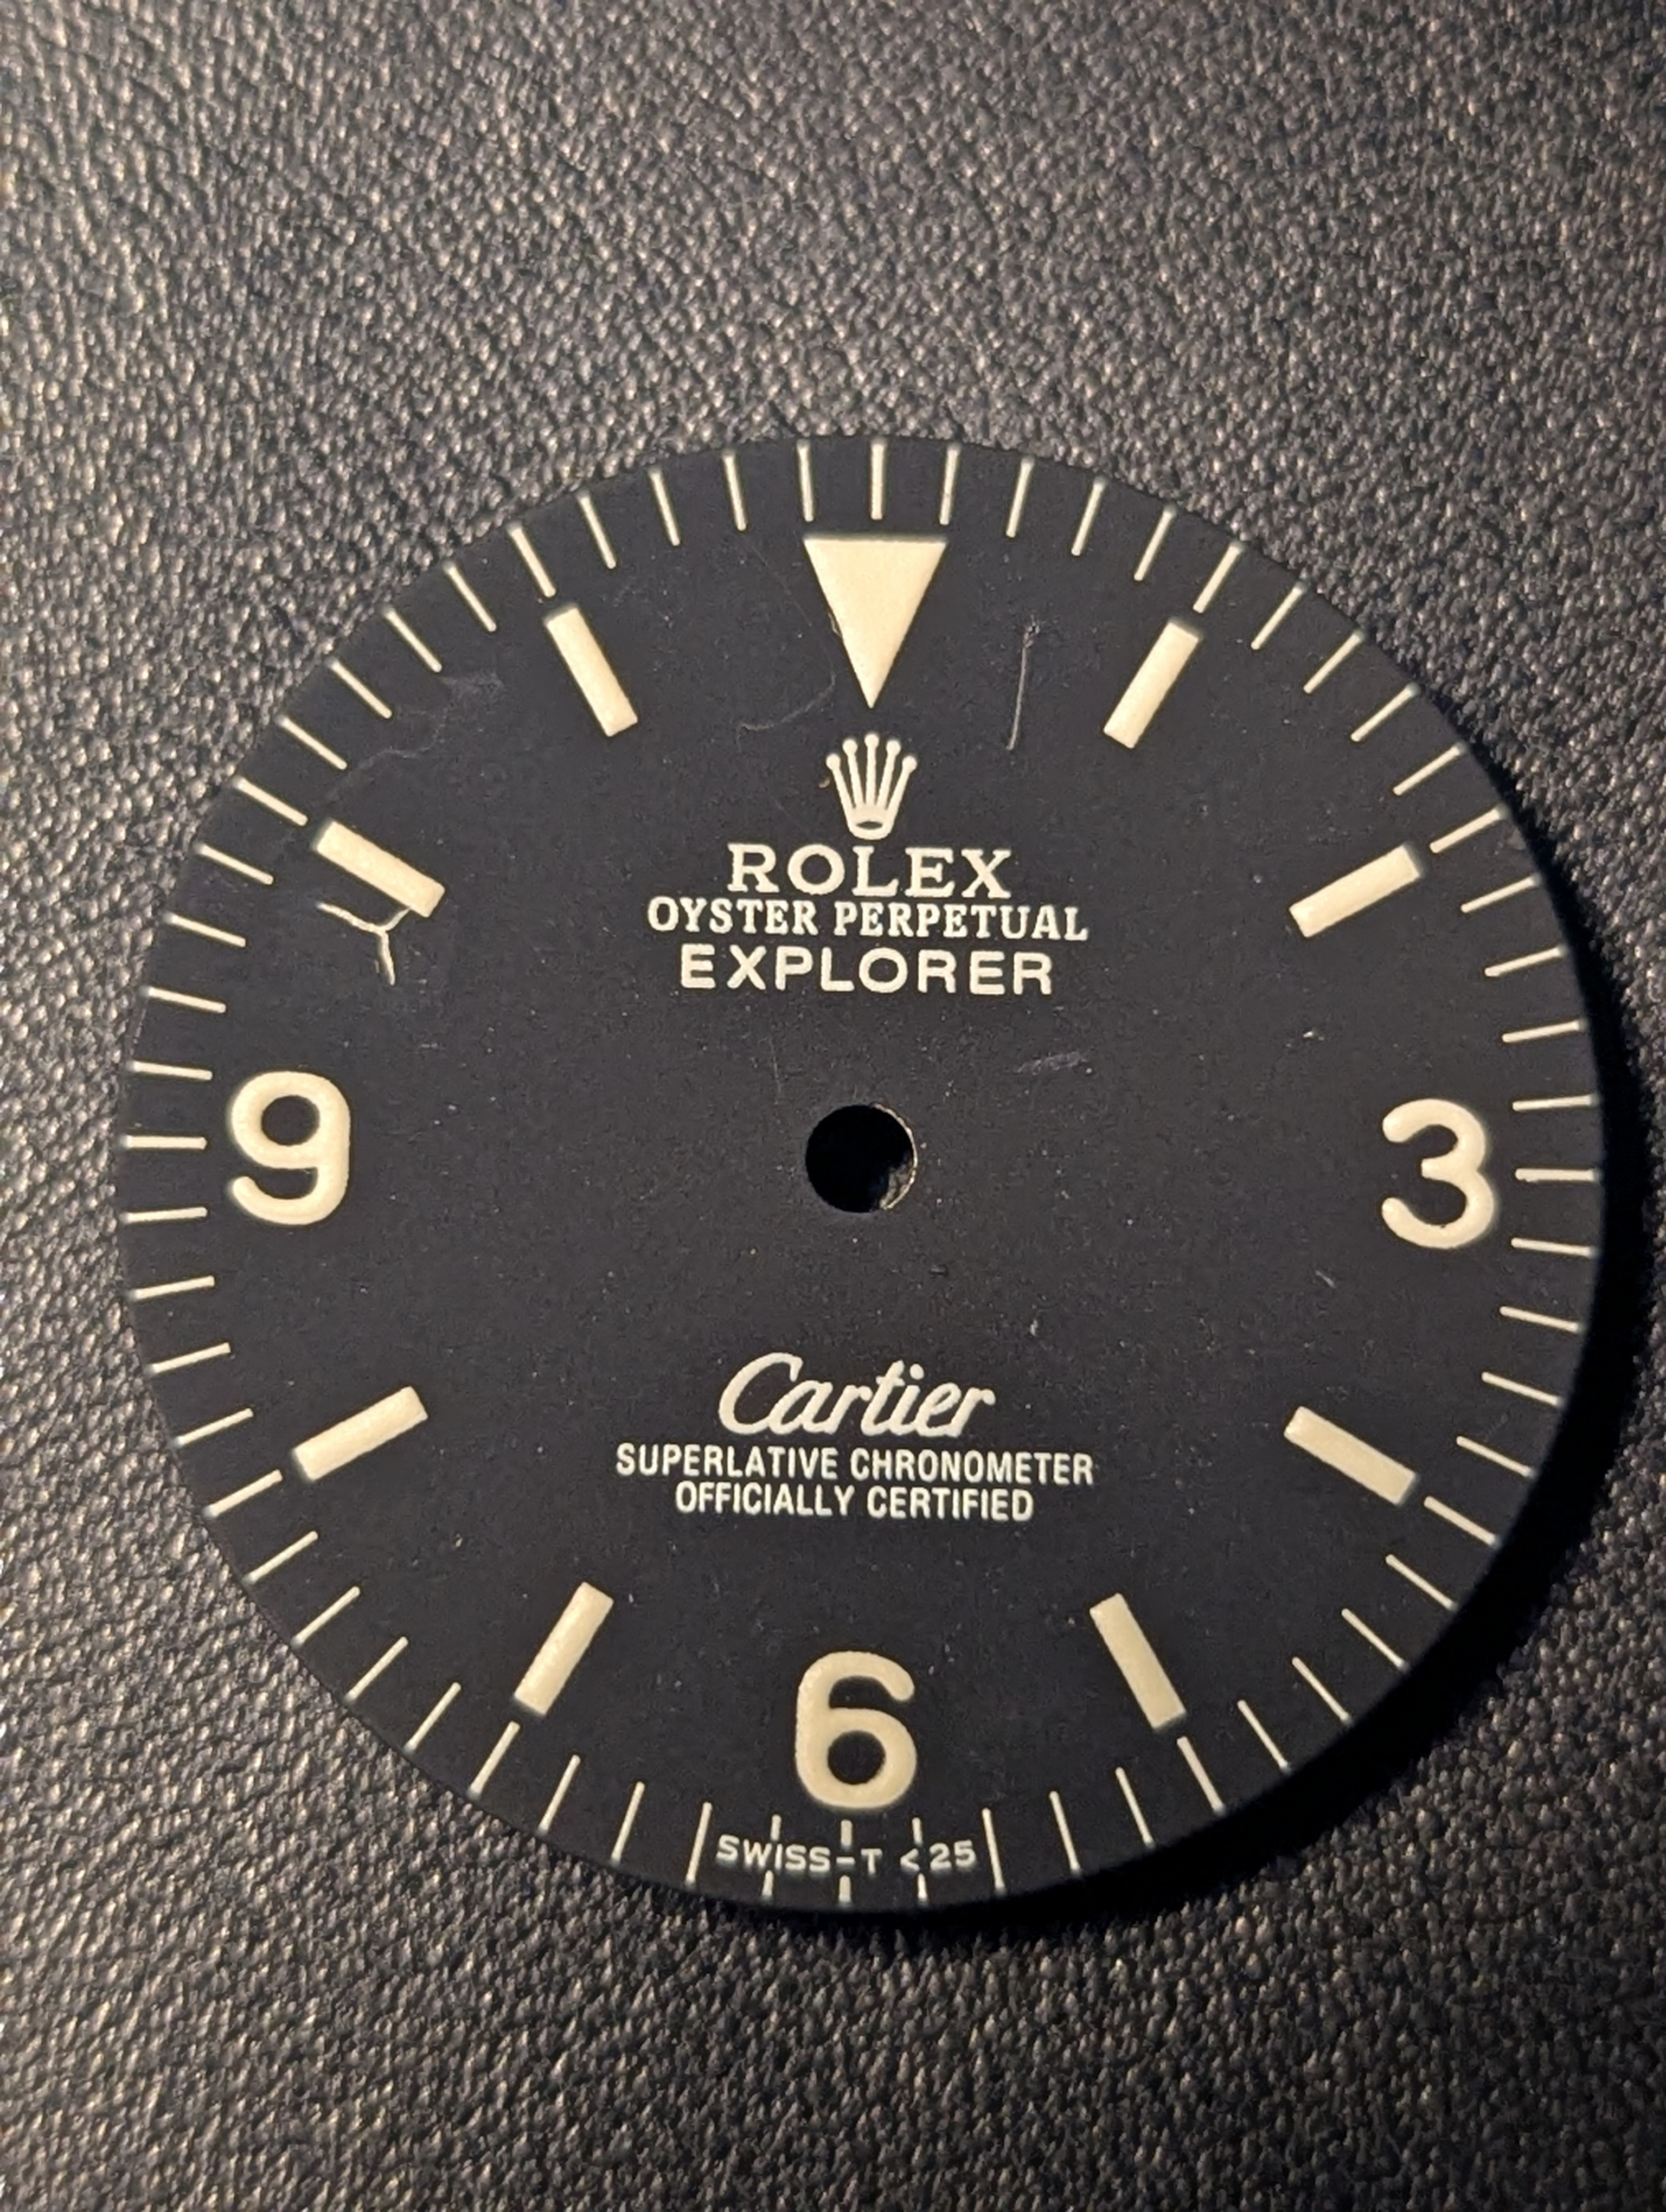 ROLEX
OYSTER PERPETUAL
EXPLORER
9
3
Cartier
SUPERLATIVE CHRONOMETER
OFFICIALLY CERTIFIED
6
SWISS-T <25